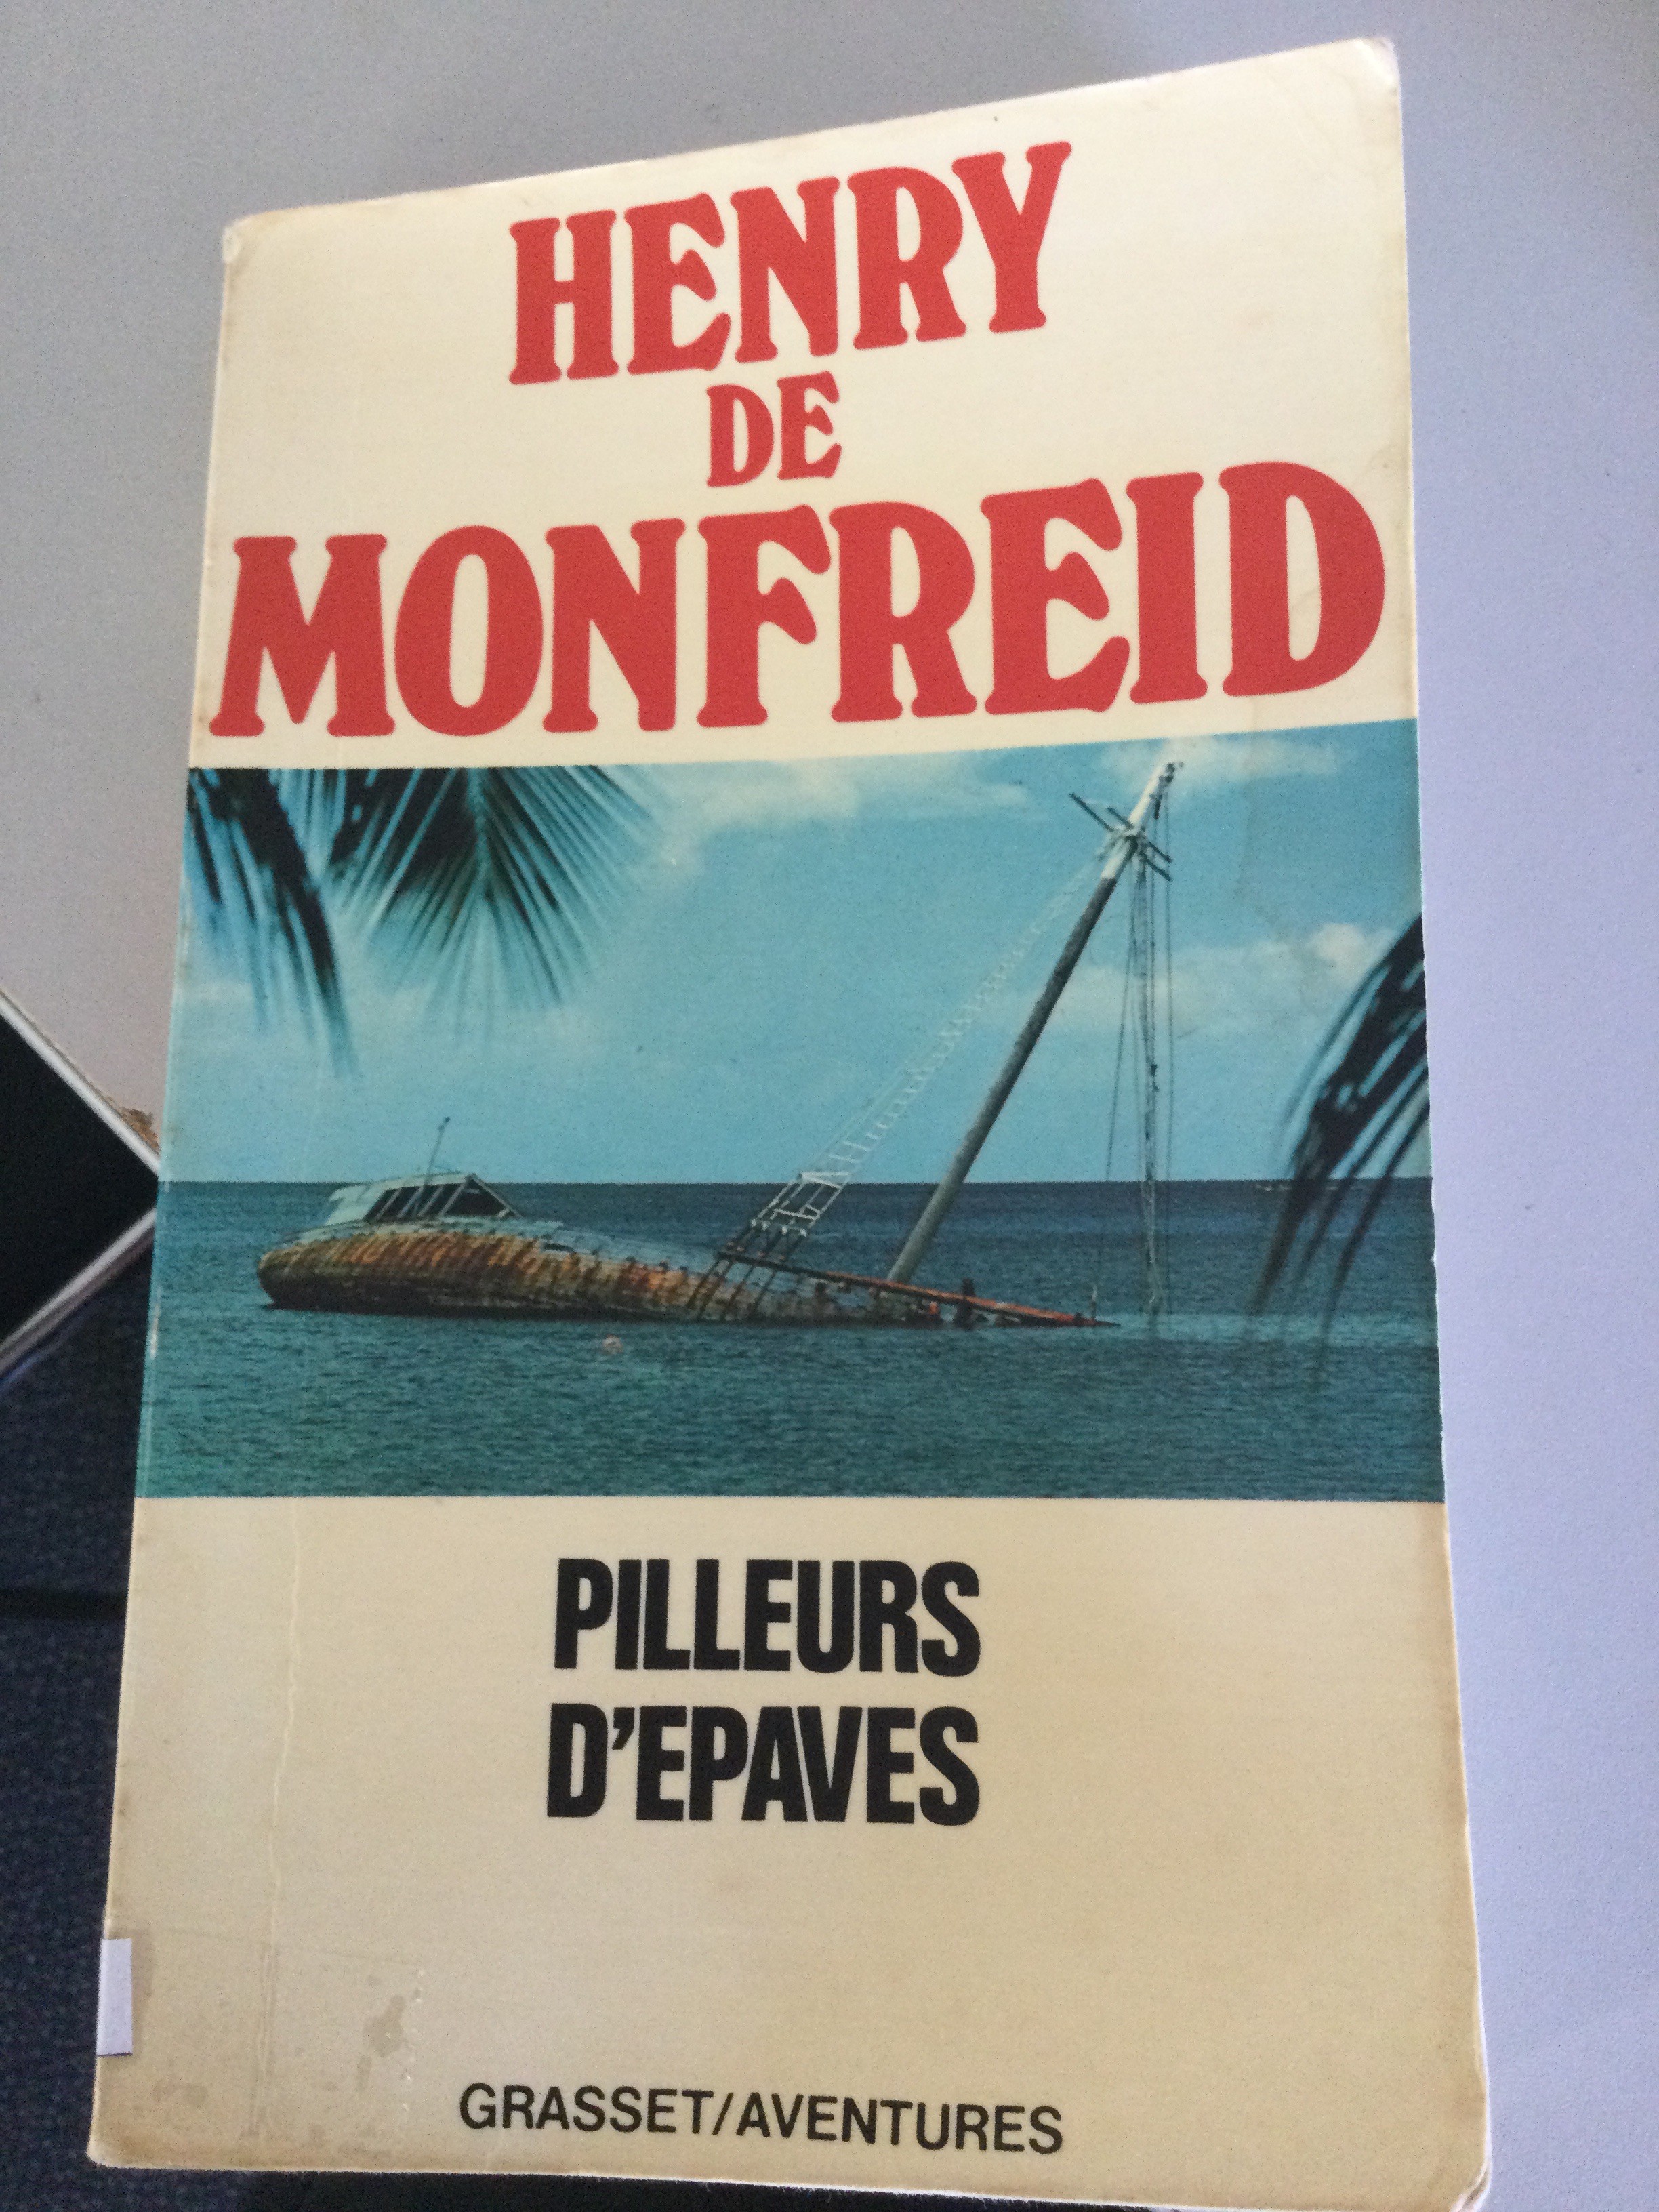 HENRY
DE
MONFREID
PILLEURS
D'EPAVES
GRASSET/AVENTURES